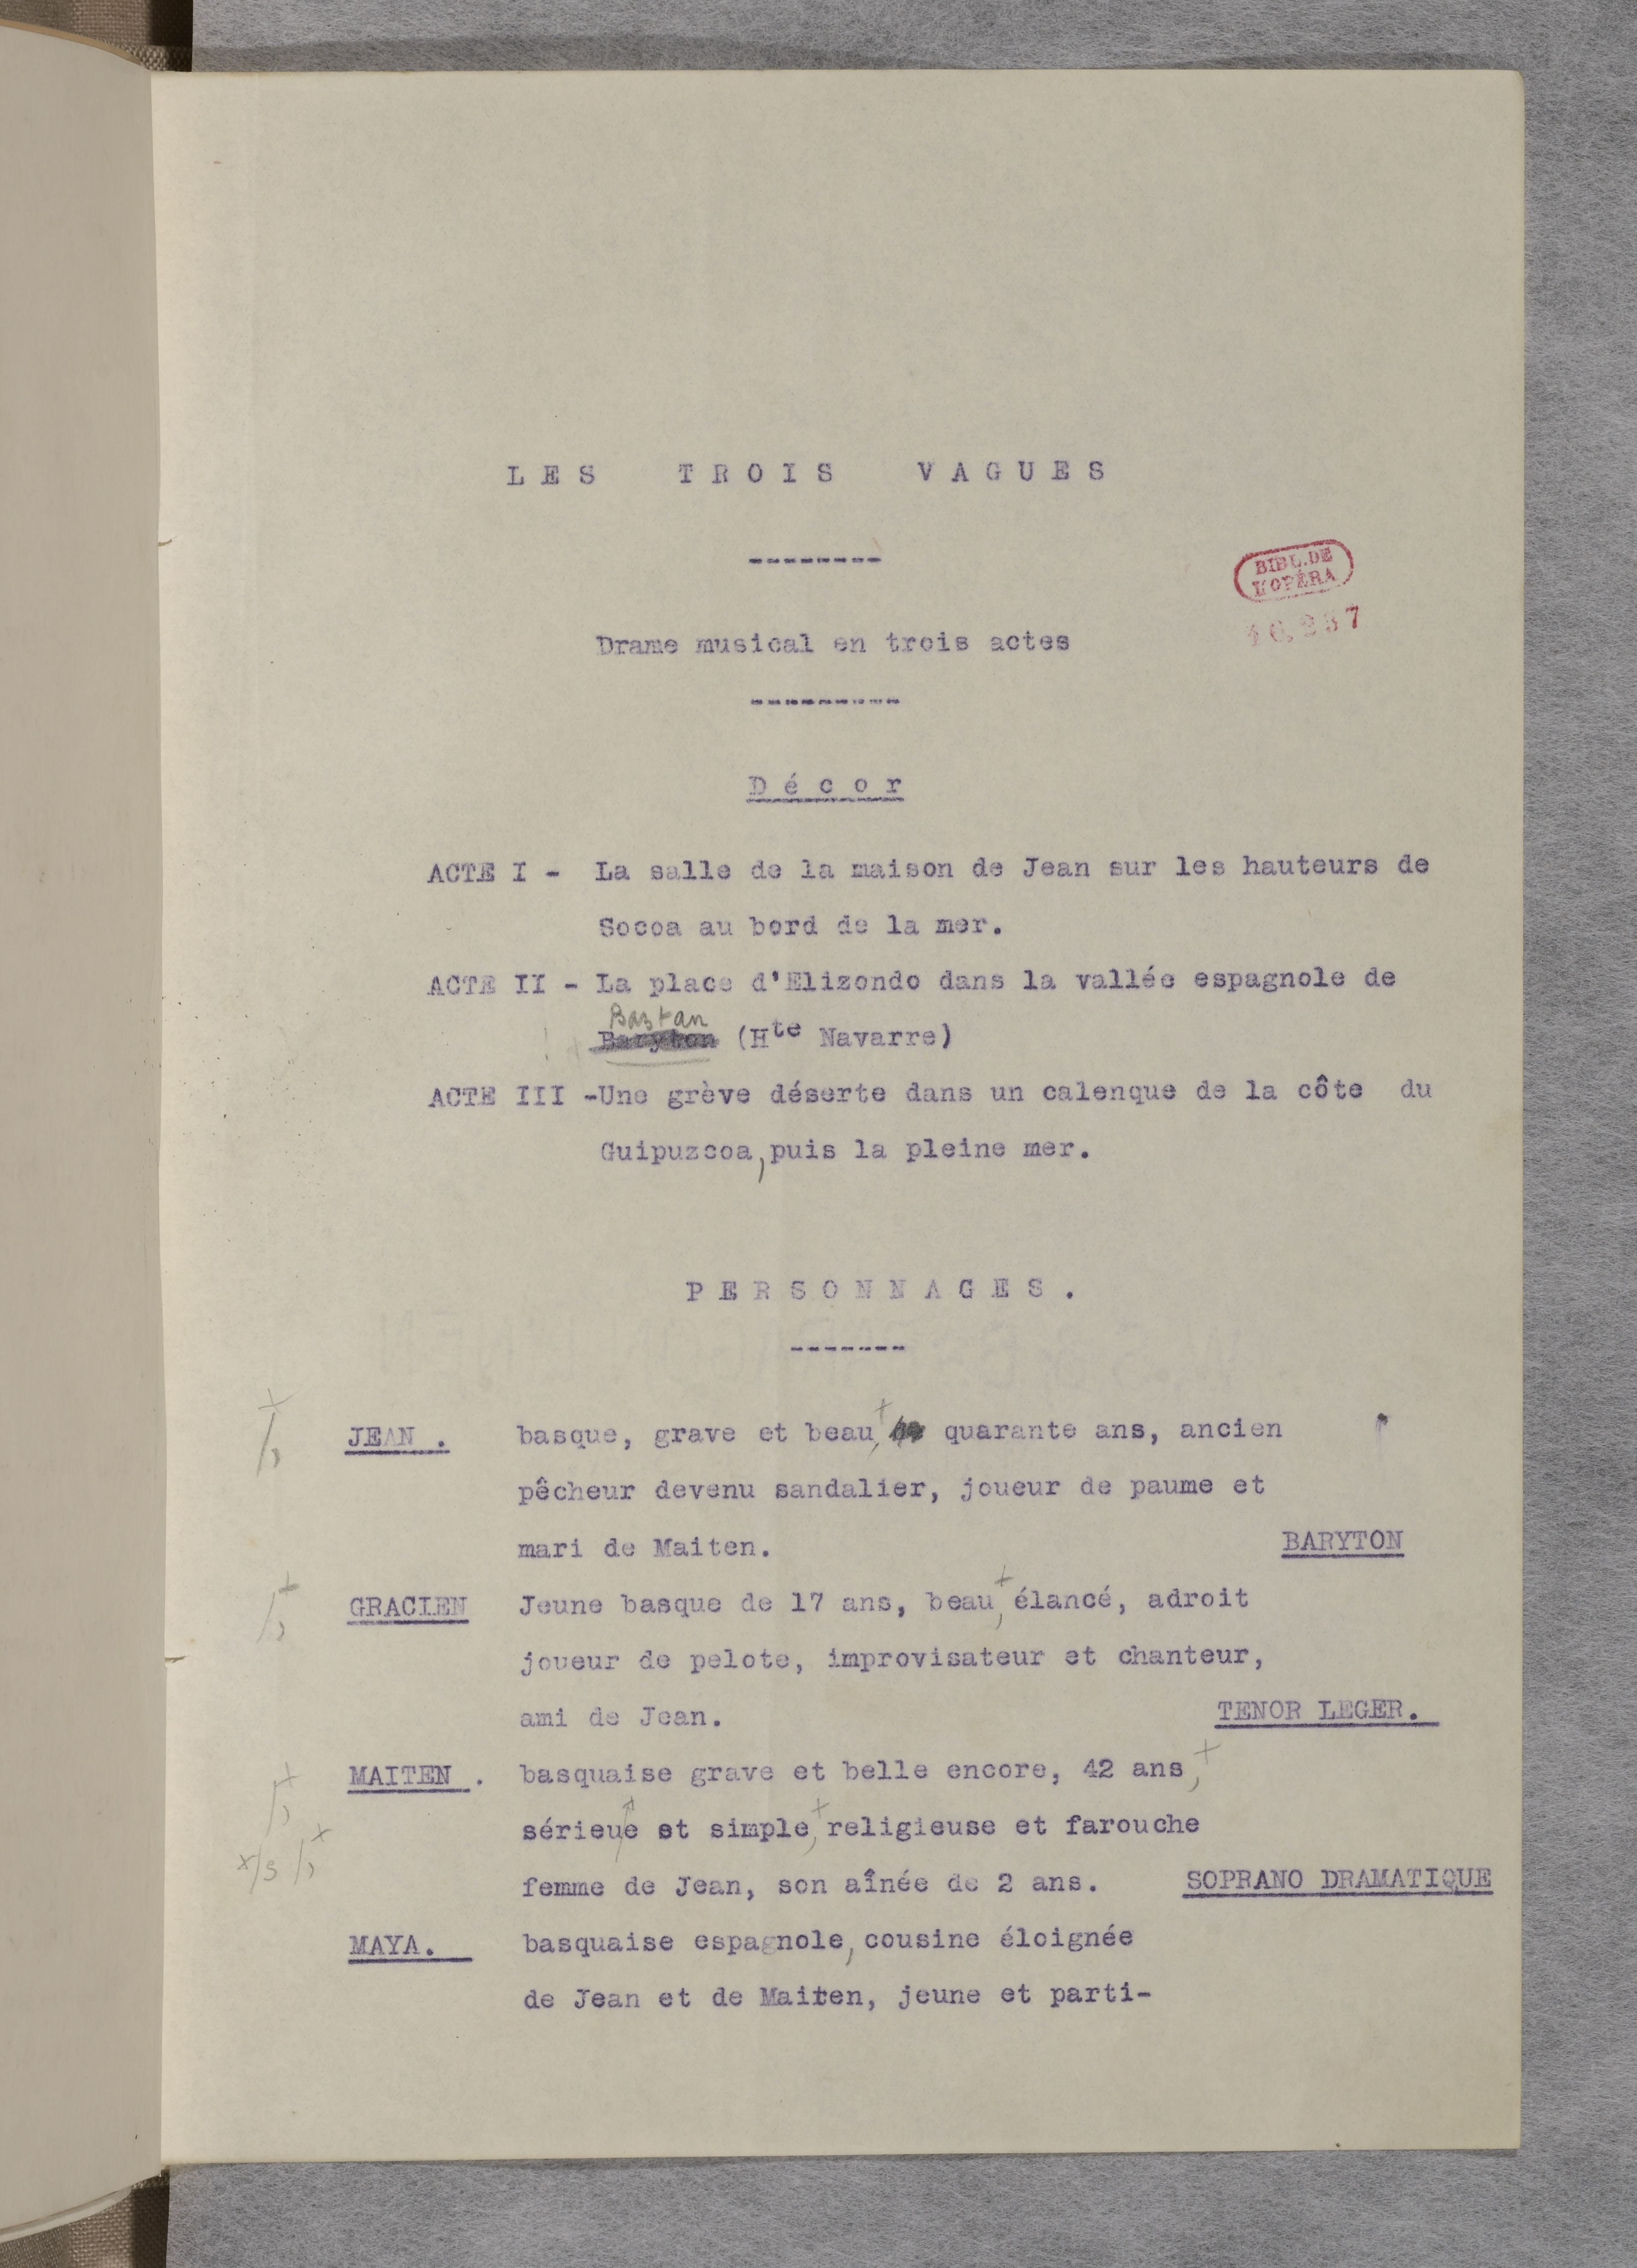 LES TROIS VAGUES
--------
BIBL. DE
L'OPÉRA
Drame musical en trois actes
---------
Décor
ACTE I - La salle de la maison de Jean sur les hauteurs de
Socoa au bord de la mer.
ACTE II - La place d'Elizondo dans la vallée espagnole de
Baztan
Baryton (Hte Navarre)
ACTE III -Une grève déserte dans un calenque de la côte du
Guipuzcoa, puis la pleine mer.
PERSONNAGES.
-------
JEAN . basque, grave et beau, quarante ans, ancien
pêcheur devenu sandalier, joueur de paume et
mari de Maiten. BARYTON
GRACIEN Jeune basque de 17 ans, beau, élancé, adroit
joueur de pelote, improvisateur et chanteur,
ami de Jean. TENOR LEGER.
MAITEN . basquaise grave et belle encore, 42 ans,
sérieue et simple, religieuse et farouche
femme de Jean, son aînée de 2 ans. SOPRANO DRAMATIQUE
MAYA. basquaise espagnole, cousine éloignée
de Jean et de Maiten, jeune et parti-